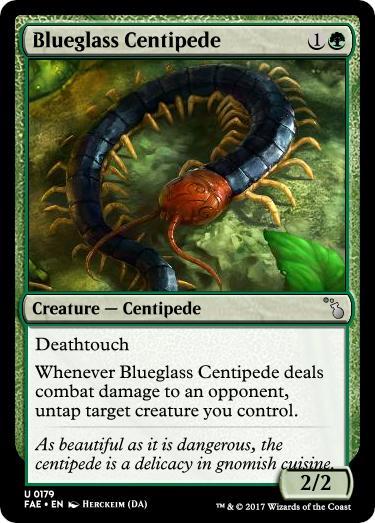 Blueglass Centipede 1
Creature — Centipede
Deathtouch
Whenever Blueglass Centipede deals
combat damage to an opponent,
untap target creature you control.
As beautiful as it is dangerous, the
centipede is a delicacy in gnomish cuisine.
2/2
U 0179
FAE • EN Herckeim (DA)
™ & © 2017 Wizards of the Coast